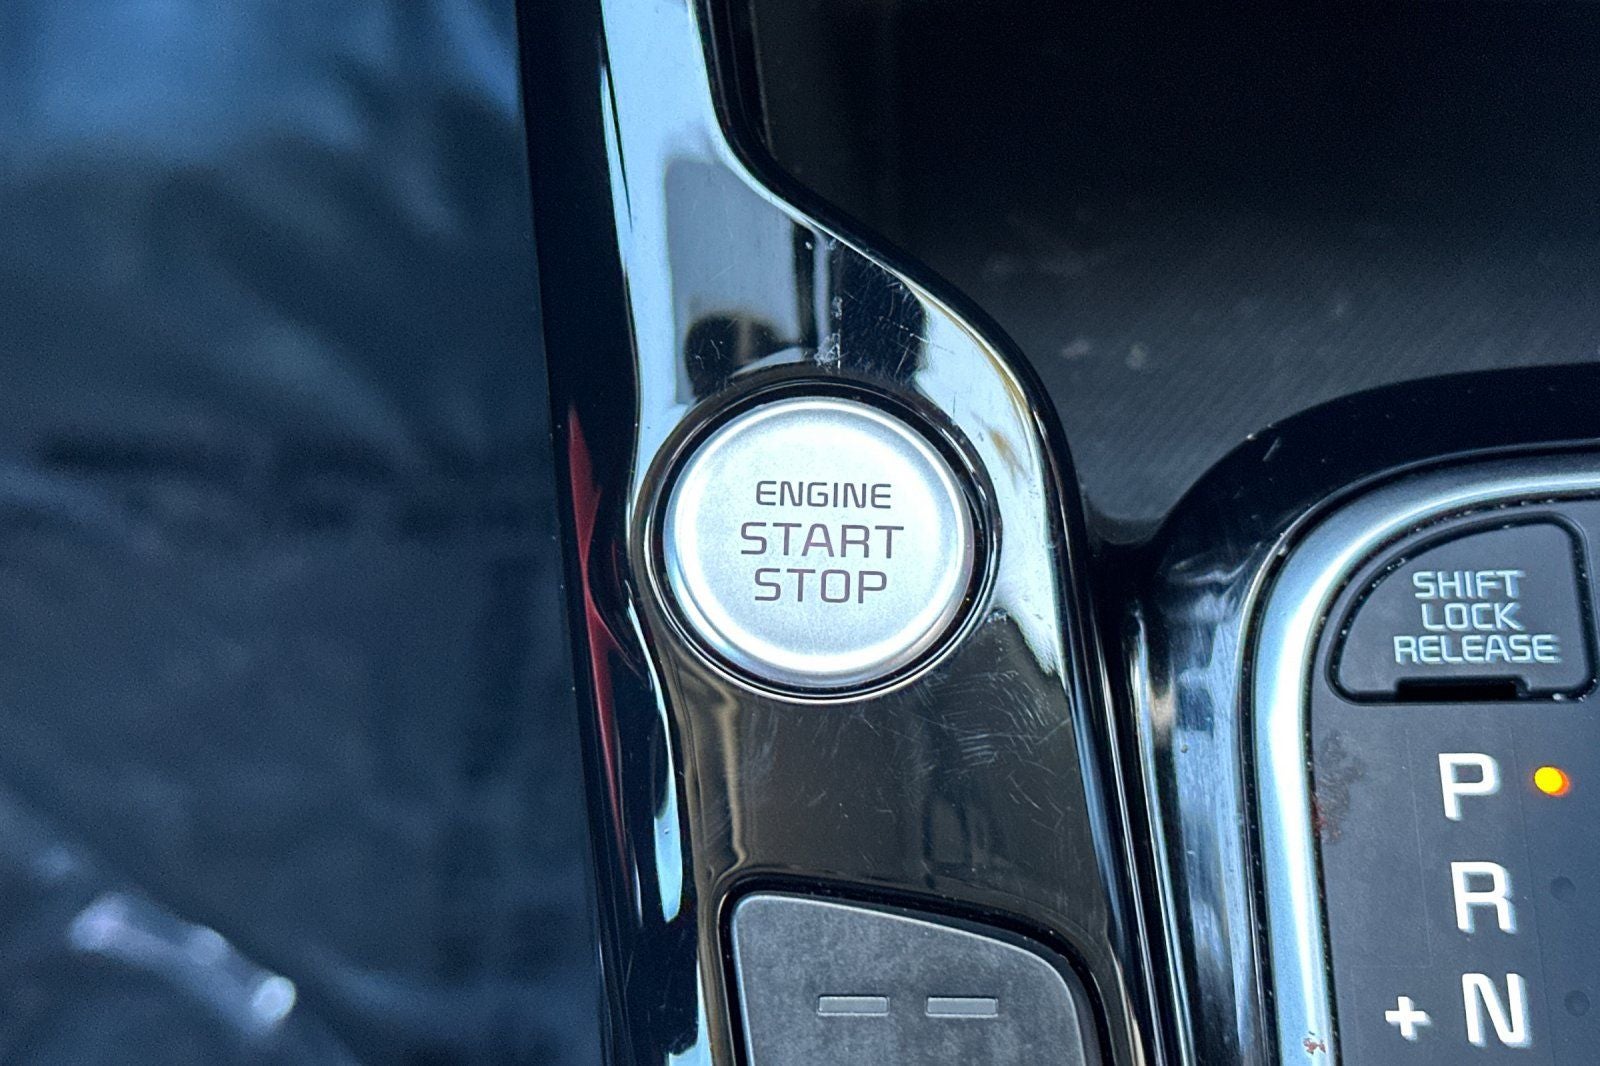 ENGINE
START
STOP
SHIFT
LOCK
RELEASE
P
R
+ N